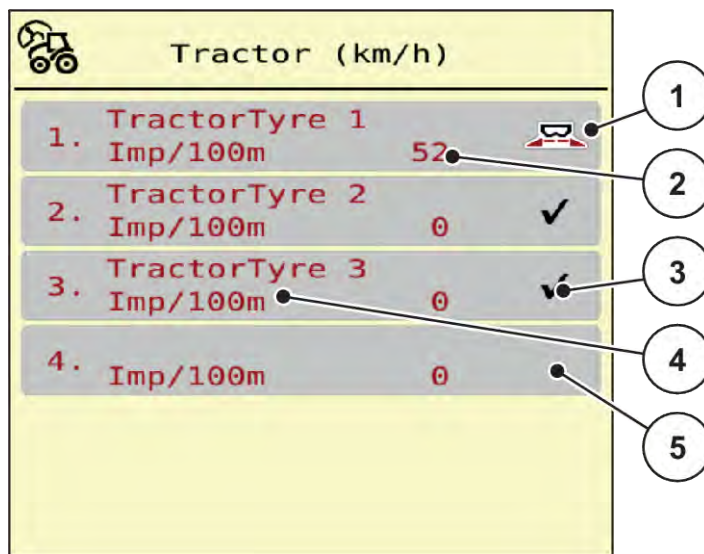 Tractor (km/h)
1. TractorTyre 1
Imp/100m 52
2. TractorTyre 2
Imp/100m 0
3. TractorTyre 3
Imp/100m 0
4.
Imp/100m 0
1
2
3
4
5